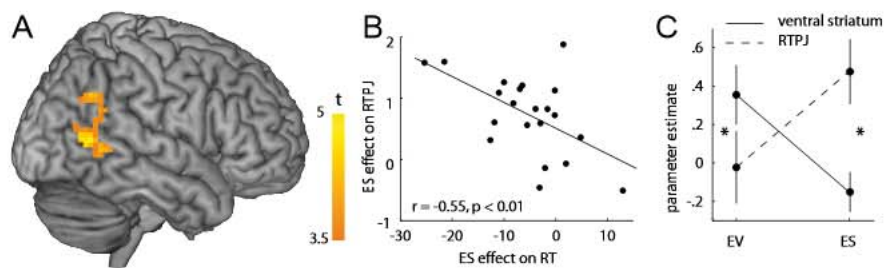 A
t
5
3.5
B
ES effect on RTPJ
2
1
0
-1
r = -0.55, p < 0.01
-30
-20
-10
0
10
ES effect on RT
C
ventral striatum
RTPJ
parameter estimate
.6
.4
.2
0
-.2
*
*
EV
ES